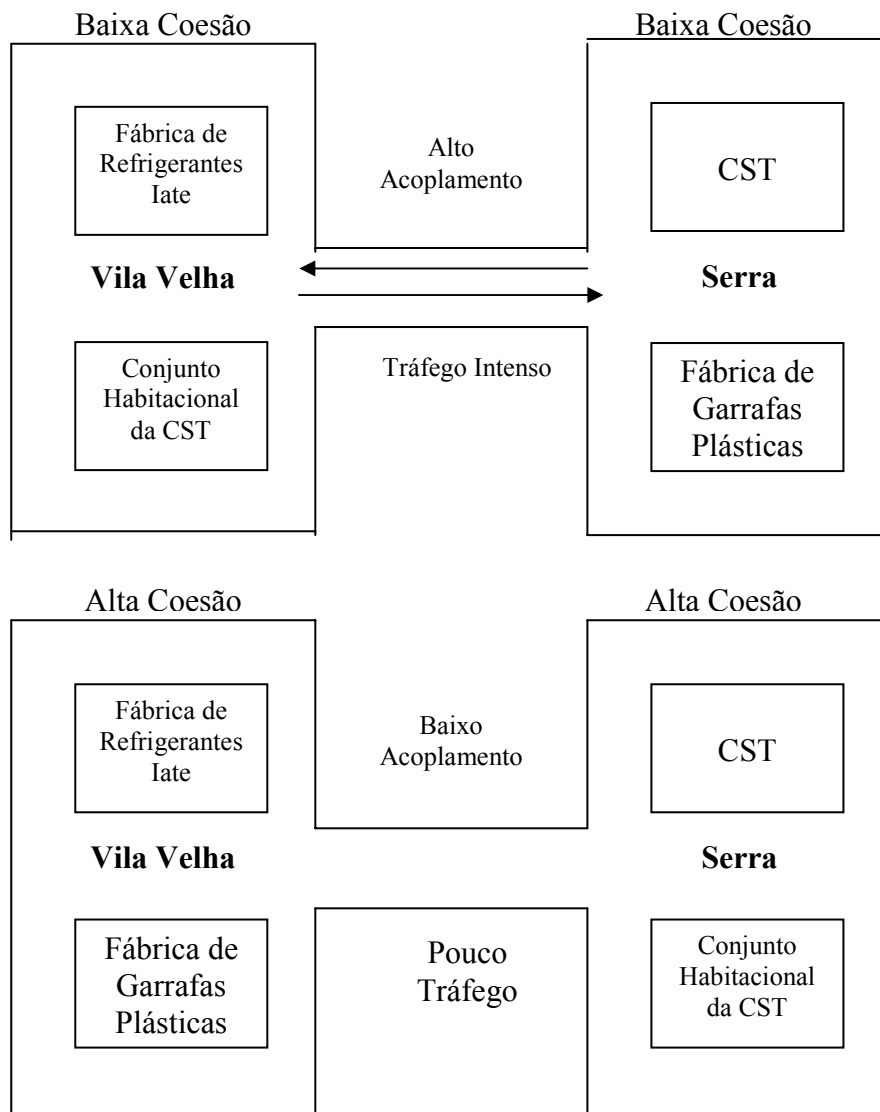 Baixa Coesão
Baixa Coesão
Fábrica de
Refrigerantes
Iate
Alto
Acoplamento
CST
Vila Velha
Serra
Conjunto
Habitacional
da CST
Tráfego Intenso
Fábrica de
Garrafas
Plásticas
Alta Coesão
Alta Coesão
Fábrica de
Refrigerantes
Iate
Baixo
Acoplamento
CST
Vila Velha
Serra
Fábrica de
Garrafas
Plásticas
Pouco
Tráfego
Conjunto
Habitacional
da CST